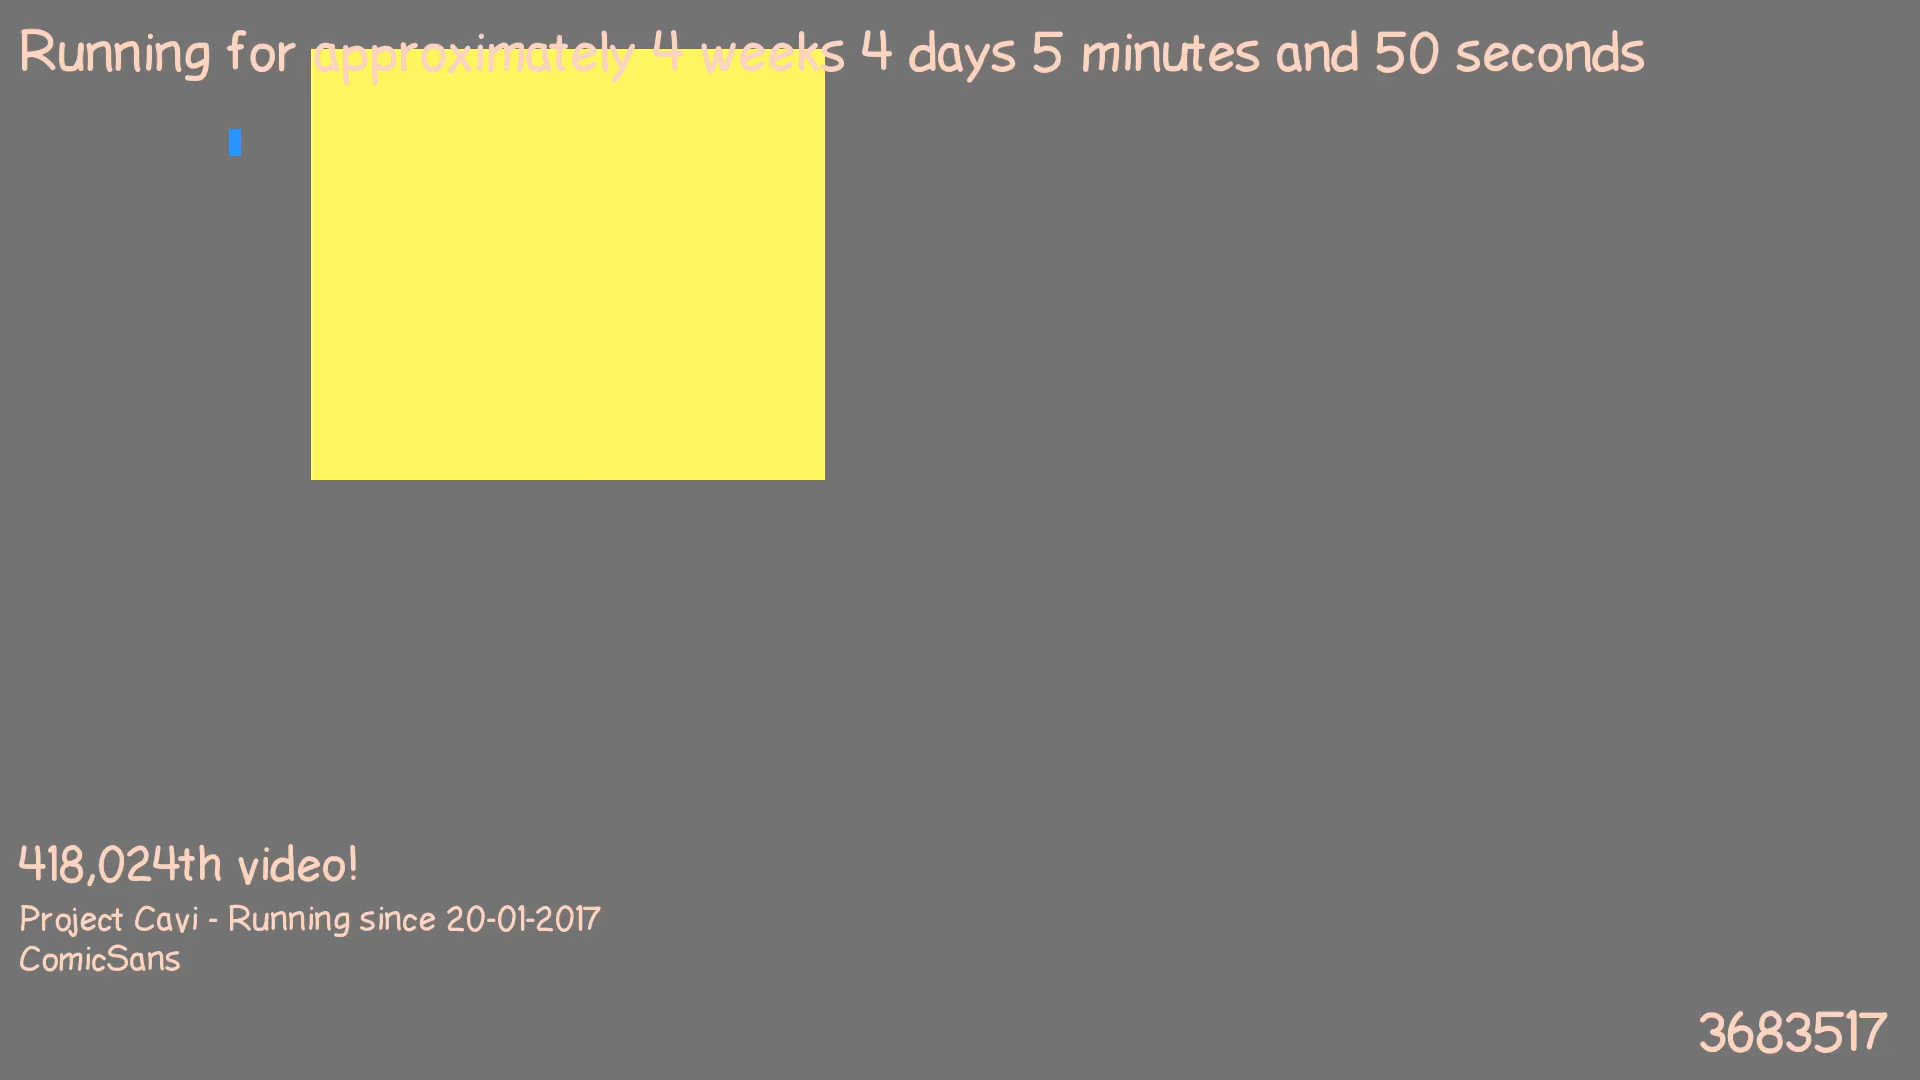 Running for approximately 4 weeks 4 days 5 minutes and 50 seconds
418,024th video!
Project Cavi - Running since 20-01-2017
ComicSans
3683517